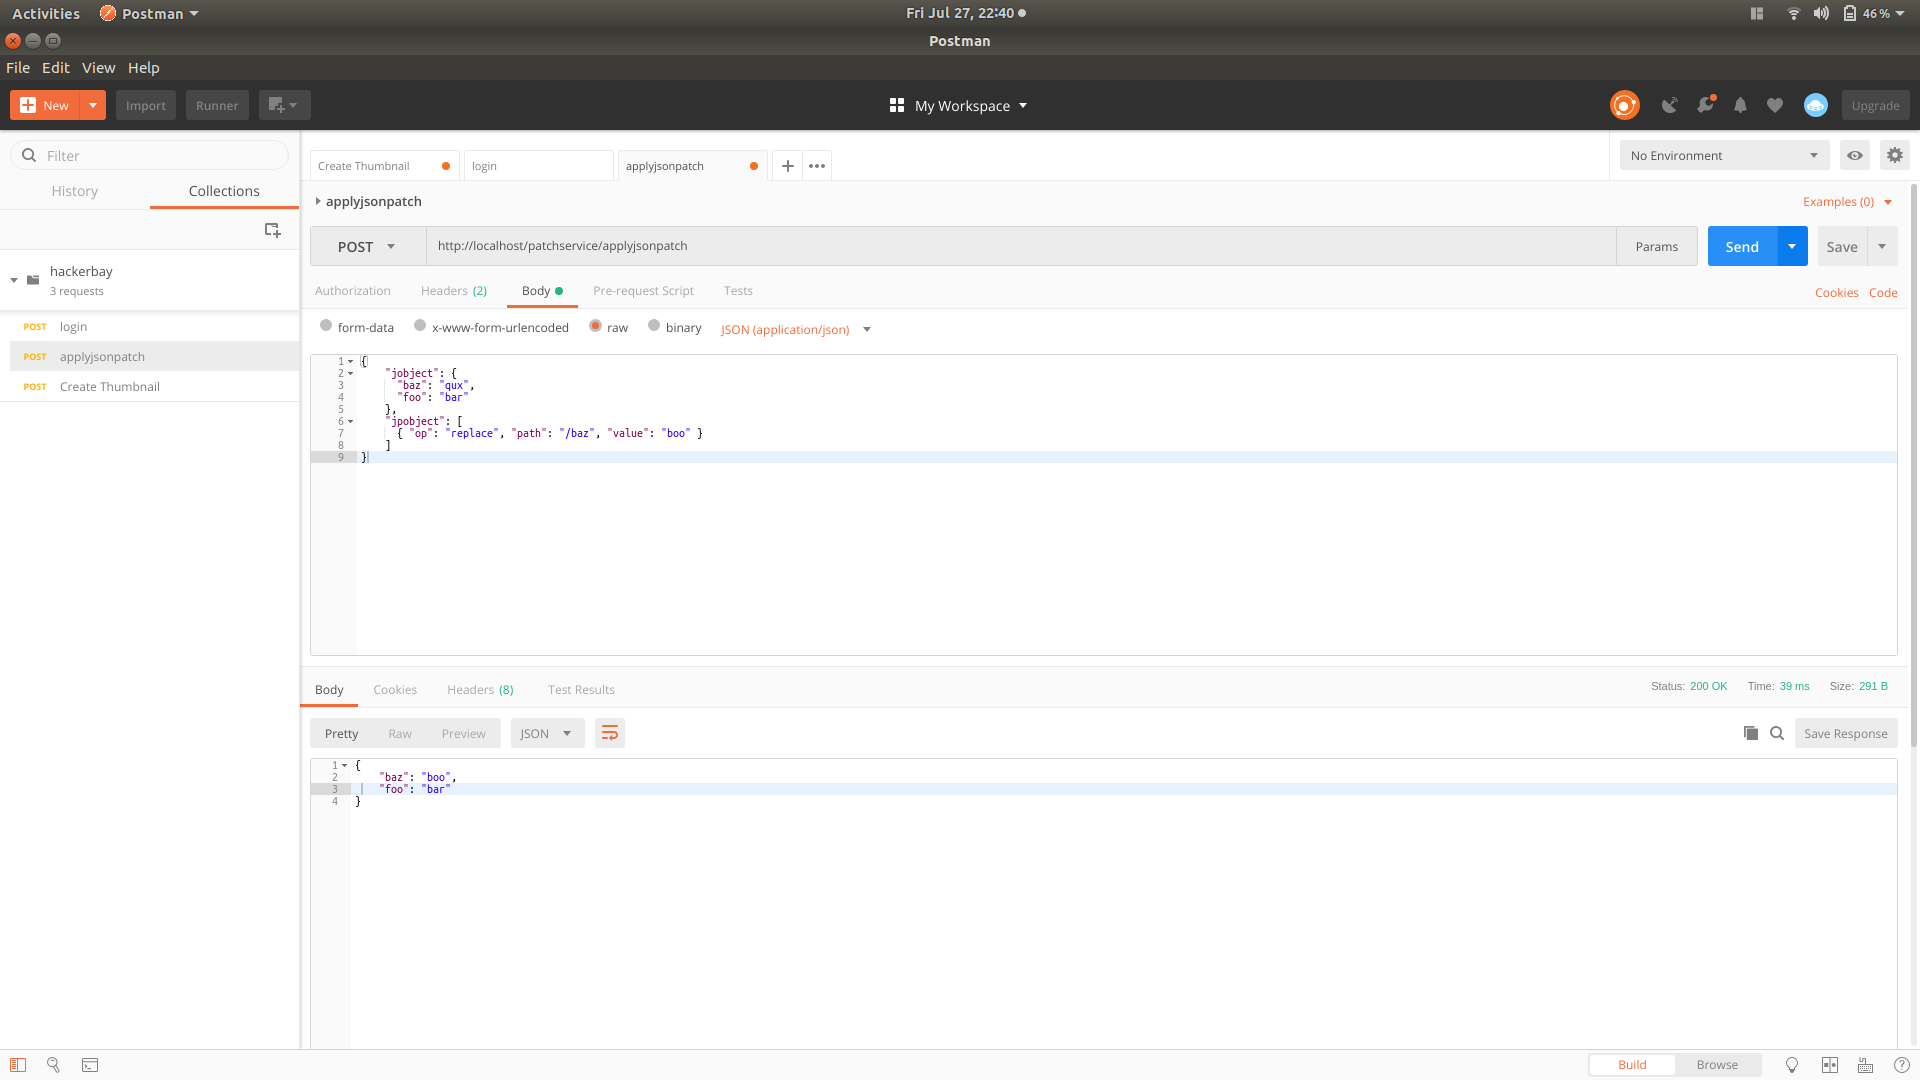 Activities Postman Fri Jul 27, 22:40 46 %
Postman
File Edit View Help
New Import Runner My Workspace Upgrade
Filter
History Collections
hackerbay
3 requests
POST login
POST applyjsonpatch
POST Create Thumbnail
Create Thumbnail login applyjsonpatch No Environment
applyjsonpatch Examples (0)
POST http://localhost/patchservice/applyjsonpatch Params Send Save
Authorization Headers (2) Body Pre-request Script Tests Cookies Code
form-data x-www-form-urlencoded raw binary JSON (application/json)
1 {
2 "jobject": {
3 "baz": "qux",
4 "foo": "bar"
5 },
6 "jpobject": [
7 { "op": "replace", "path": "/baz", "value": "boo" }
8 ]
9 }
Body Cookies Headers (8) Test Results Status: 200 OK Time: 39 ms Size: 291 B
Pretty Raw Preview JSON Save Response
1 {
2 "baz": "boo",
3 "foo": "bar"
4 }
Build Browse